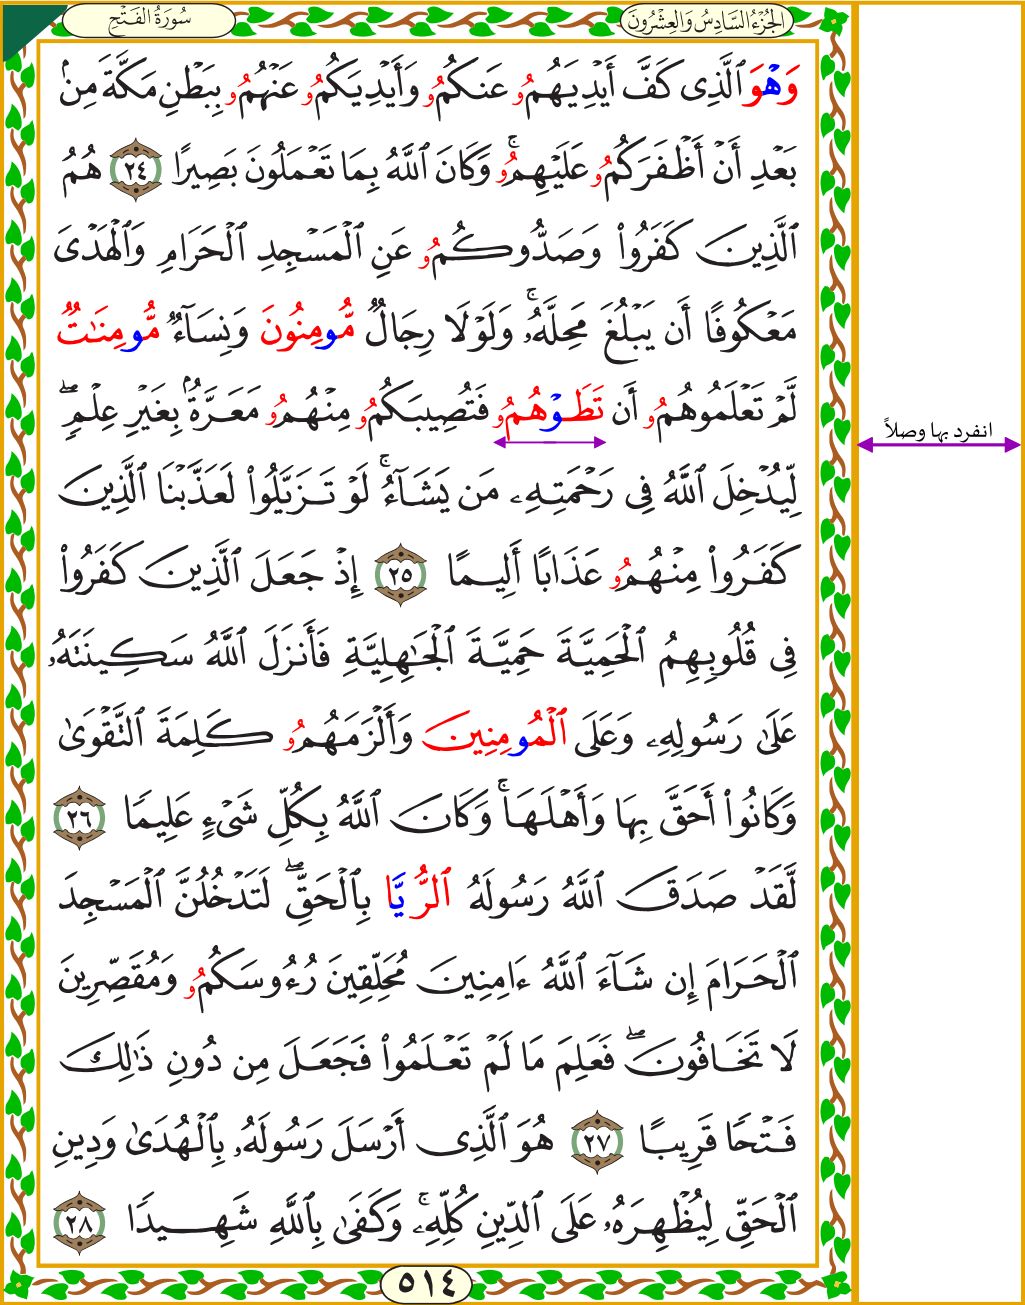 سُورَةُ الفَتْحِ
الجُزْءُ السَّادِسُ وَالعِشْرُونَ
وَهْوَ ٱلَّذِى كَفَّ أَيْدِيَهُمُۥ عَنكُمُۥ وَأَيْدِيَكُمُۥ عَنْهُمُۥ بِبَطْنِ مَكَّةَ مِنۢ
بَعْدِ أَنْ أَظْفَرَكُمُۥ عَلَيْهِمُۥۚ وَكَانَ ٱللَّهُ بِمَا تَعْمَلُونَ بَصِيرًا ٢٤ هُمُ
ٱلَّذِينَ كَفَرُوا۟ وَصَدُّوكُمُۥ عَنِ ٱلْمَسْجِدِ ٱلْحَرَامِ وَٱلْهَدْىَ
مَعْكُوفًا أَن يَبْلُغَ مَحِلَّهُۥۚ وَلَوْلَا رِجَالٌ مُّومِنُونَ وَنِسَآءٌ مُّومِنَٰتٌ
لَّمْ تَعْلَمُوهُمُۥ أَن تَطَوْهُمُۥ فَتُصِيبَكُمُۥ مِنْهُمُۥ مَعَرَّةٌۢ بِغَيْرِ عِلْمٍۖ
لِّيُدْخِلَ ٱللَّهُ فِى رَحْمَتِهِۦ مَن يَشَآءُۚ لَوْ تَزَيَّلُوا۟ لَعَذَّبْنَا ٱلَّذِينَ
كَفَرُوا۟ مِنْهُمُۥ عَذَابًا أَلِيمًا ٢٥ إِذْ جَعَلَ ٱلَّذِينَ كَفَرُوا۟
فِى قُلُوبِهِمُ ٱلْحَمِيَّةَ حَمِيَّةَ ٱلْجَٰهِلِيَّةِ فَأَنزَلَ ٱللَّهُ سَكِينَتَهُۥ
عَلَىٰ رَسُولِهِۦ وَعَلَى ٱلْمُومِنِينَ وَأَلْزَمَهُمُۥ كَلِمَةَ ٱلتَّقْوَىٰ
وَكَانُوا۟ أَحَقَّ بِهَا وَأَهْلَهَاۚ وَكَانَ ٱللَّهُ بِكُلِّ شَىْءٍ عَلِيمًا ٢٦
لَّقَدْ صَدَقَ ٱللَّهُ رَسُولَهُ ٱلرُّيَّا بِٱلْحَقِّۖ لَتَدْخُلُنَّ ٱلْمَسْجِدَ
ٱلْحَرَامَ إِن شَآءَ ٱللَّهُ ءَامِنِينَ مُحَلِّقِينَ رُءُوسَكُمُۥ وَمُقَصِّرِينَ
لَا تَخَافُونَۖ فَعَلِمَ مَا لَمْ تَعْلَمُوا۟ فَجَعَلَ مِن دُونِ ذَٰلِكَ
فَتْحًا قَرِيبًا ٢٧ هُوَ ٱلَّذِى أَرْسَلَ رَسُولَهُۥ بِٱلْهُدَىٰ وَدِينِ
ٱلْحَقِّ لِيُظْهِرَهُۥ عَلَى ٱلدِّينِ كُلِّهِۦۚ وَكَفَىٰ بِٱللَّهِ شَهِيدًا ٢٨
انفرد بها وصلاً
٥١٤